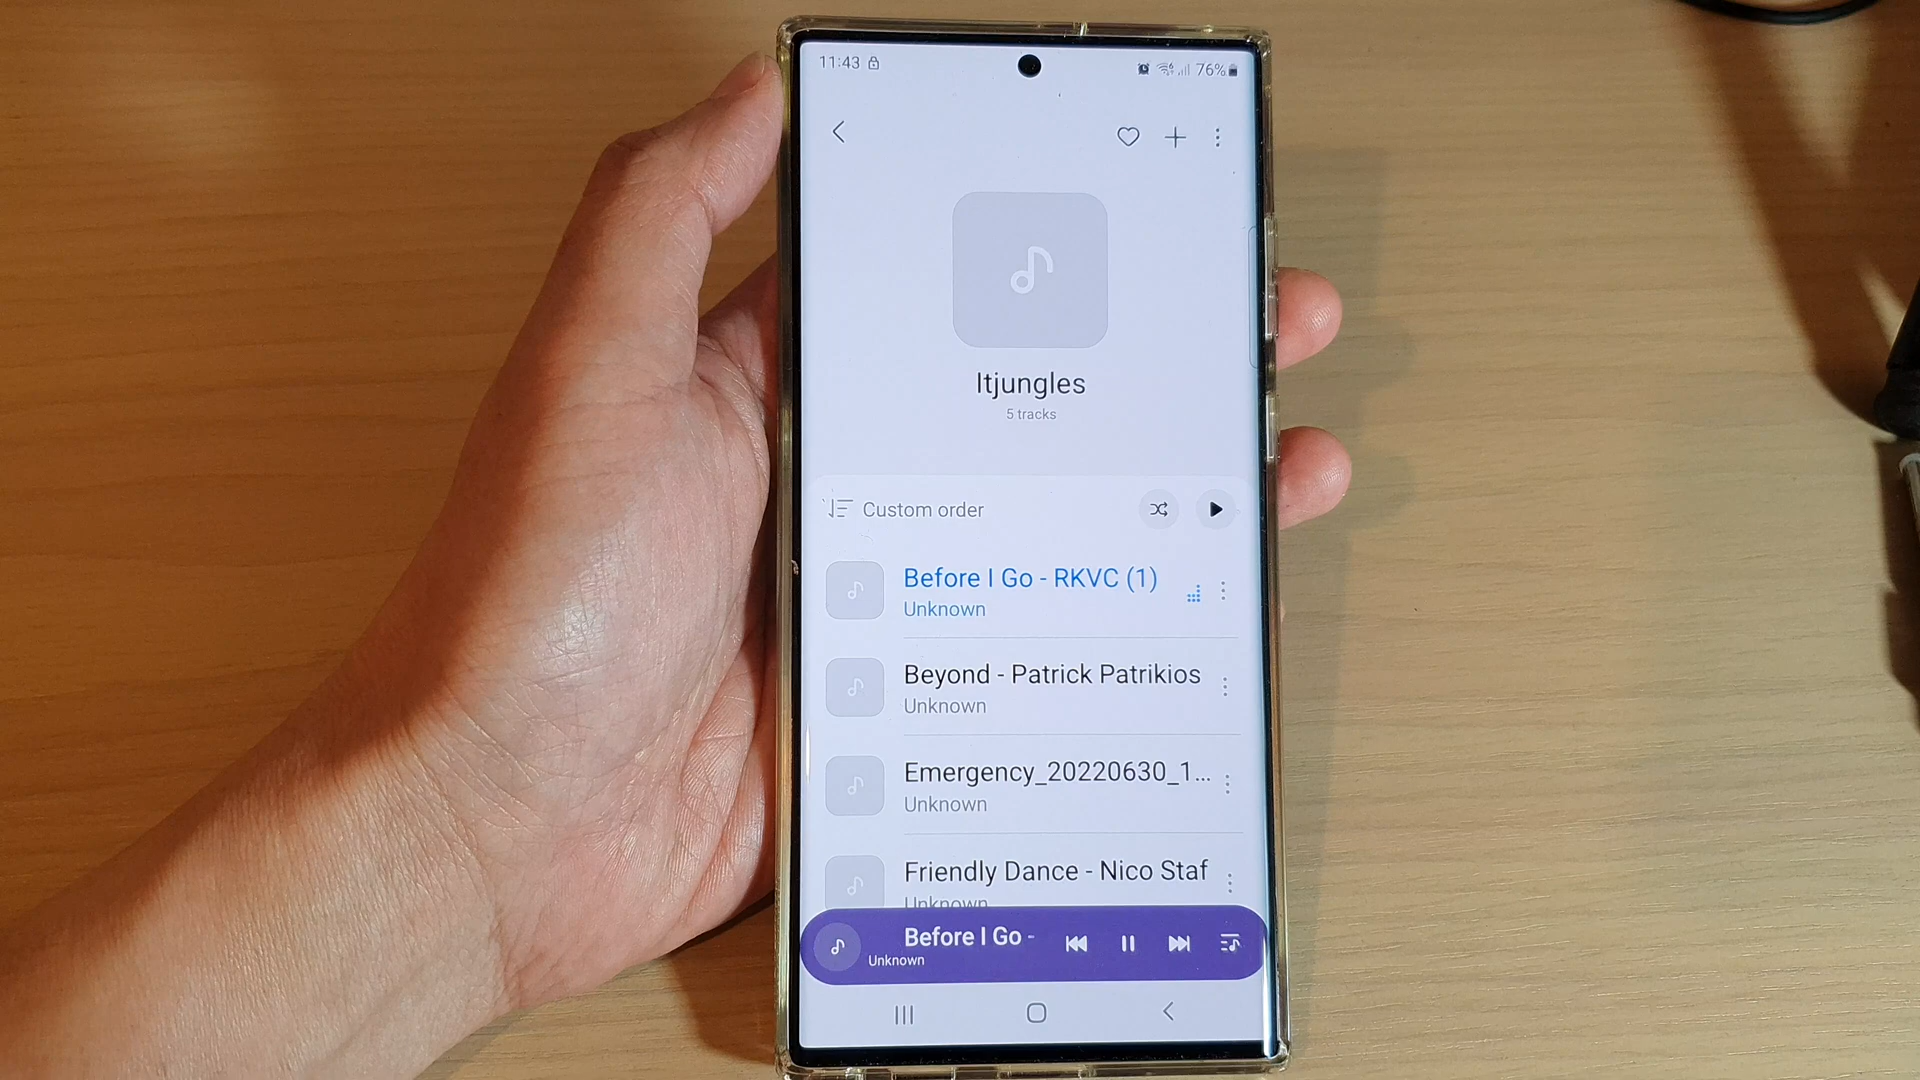 11:43 76%
Itjungles
5 tracks
Custom order
Before I Go - RKVC (1)
Unknown
Beyond - Patrick Patrikios
Unknown
Emergency_20220630_1...
Unknown
Friendly Dance - Nico Staf
Unknown
Before I Go -
Unknown